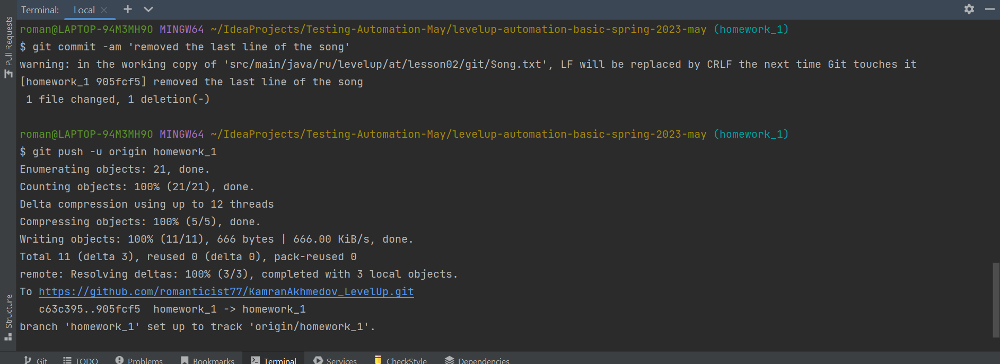 Terminal: Local
roman@LAPTOP-94M3MH9O MINGW64 ~/IdeaProjects/Testing-Automation-May/levelup-automation-basic-spring-2023-may (homework_1)
$ git commit -am 'removed the last line of the song'
warning: in the working copy of 'src/main/java/ru/levelup/at/lesson02/git/Song.txt', LF will be replaced by CRLF the next time Git touches it
[homework_1 905fcf5] removed the last line of the song
1 file changed, 1 deletion(-)
roman@LAPTOP-94M3MH9O MINGW64 ~/IdeaProjects/Testing-Automation-May/levelup-automation-basic-spring-2023-may (homework_1)
$ git push -u origin homework_1
Enumerating objects: 21, done.
Counting objects: 100% (21/21), done.
Delta compression using up to 12 threads
Compressing objects: 100% (5/5), done.
Writing objects: 100% (11/11), 666 bytes | 666.00 KiB/s, done.
Total 11 (delta 3), reused 0 (delta 0), pack-reused 0
remote: Resolving deltas: 100% (3/3), completed with 3 local objects.
To https://github.com/romanticist77/KamranAkhmedov_LevelUp.git
c63c395..905fcf5  homework_1 -> homework_1
branch 'homework_1' set up to track 'origin/homework_1'.
Pull Requests
Structure
Git TODO Problems Bookmarks Terminal Services CheckStyle Dependencies